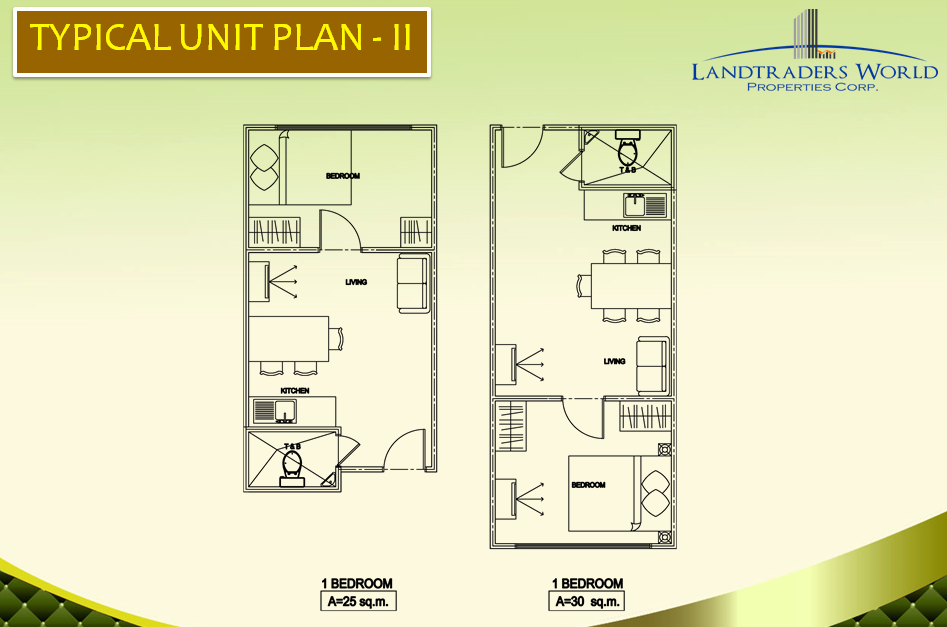 TYPICAL UNIT PLAN - II
LANDTRADERS WORLD
PROPERTIES CORP.
BEDROOM
LIVING
KITCHEN
T & B
1 BEDROOM
A=25 sq.m.
T & B
KITCHEN
LIVING
BEDROOM
1 BEDROOM
A=30 sq.m.